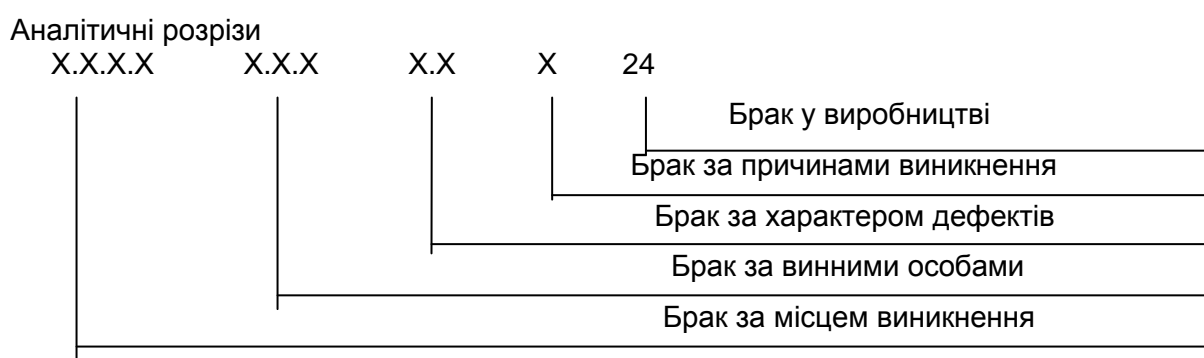 Аналітичні розрізи
Х.Х.Х.Х Х.Х.Х Х.Х Х 24
Брак у виробництві
Брак за причинами виникнення
Брак за характером дефектів
Брак за винними особами
Брак за місцем виникнення